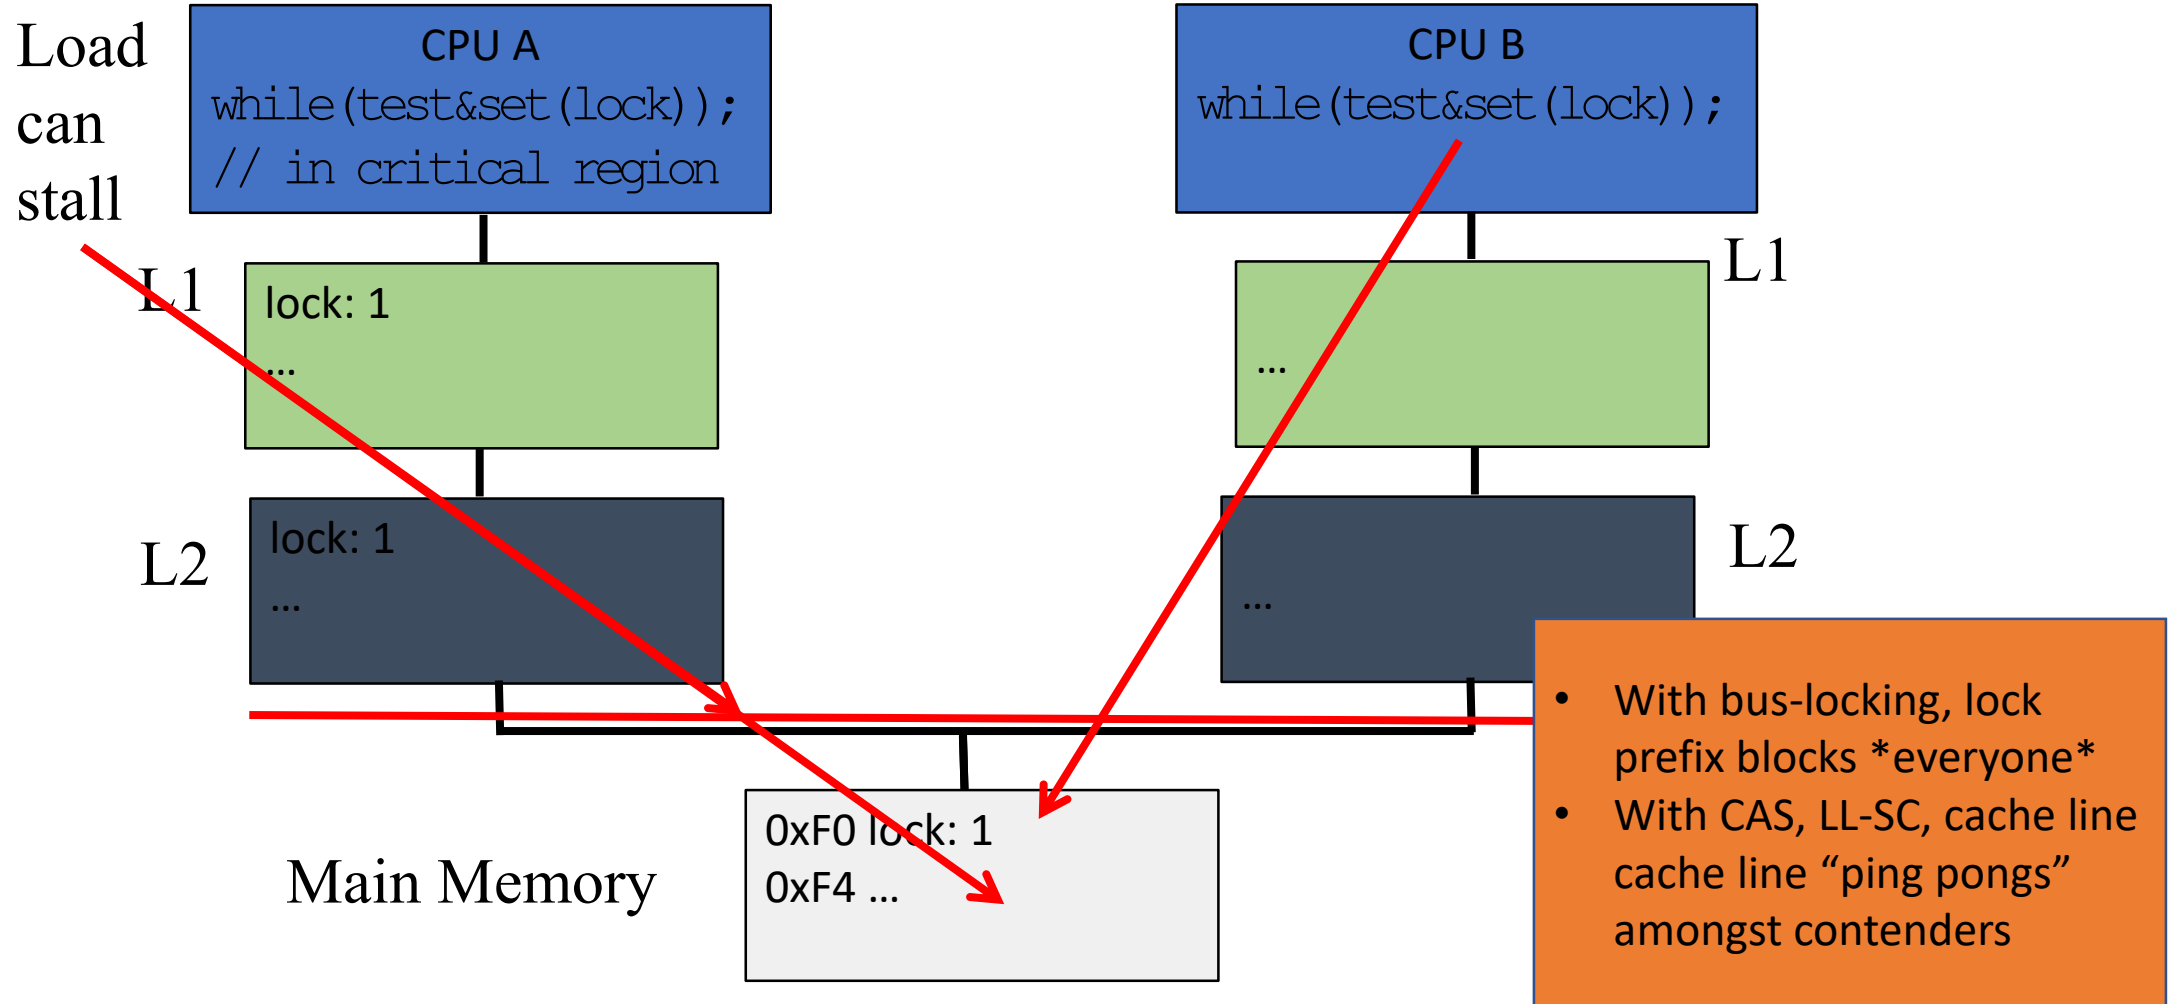 Load
can
stall
CPU A
while(test&set(lock));
// in critical region
CPU B
while(test&set(lock));
L1
lock: 1
...
L1
...
L2
lock: 1
...
L2
...
Main Memory
0xF0 lock: 1
0xF4 ...
• With bus-locking, lock
prefix blocks *everyone*
• With CAS, LL-SC, cache line
cache line “ping pongs”
amongst contenders